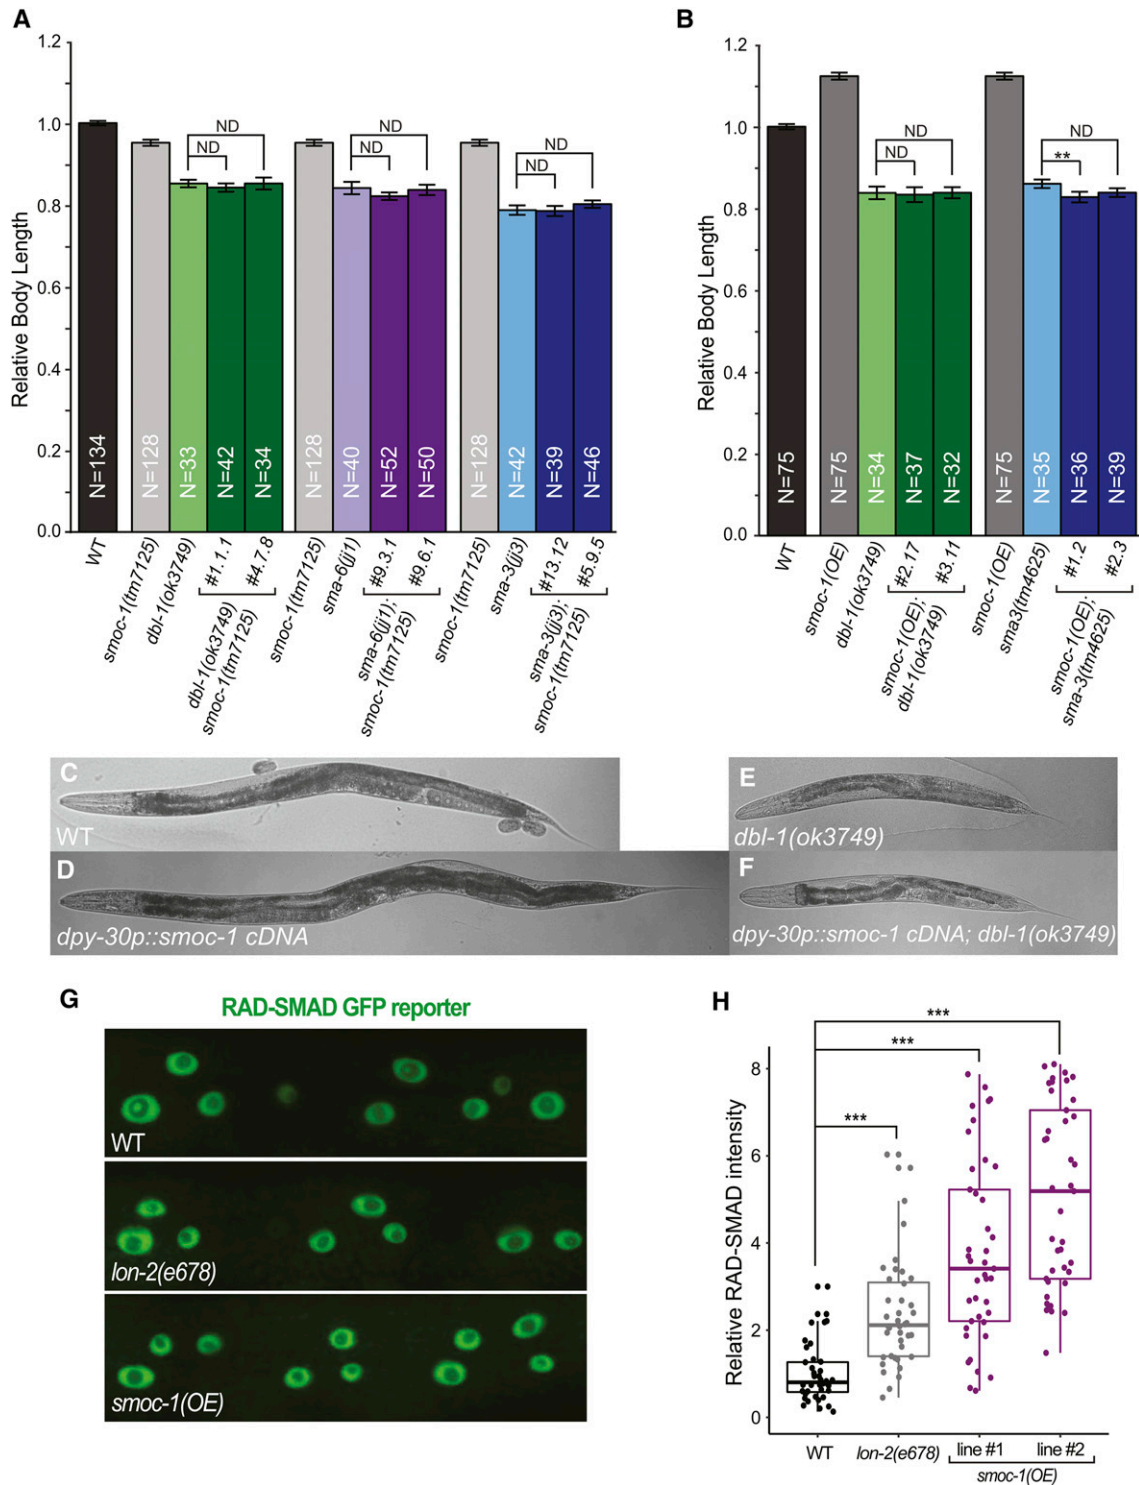 A
1.2
1.0
0.8
0.6
0.4
0.2
0.0
Relative Body Length
ND
ND
ND
ND
ND
ND
N=134
N=128
N=33
N=42
N=34
N=128
N=40
N=52
N=50
N=128
N=42
N=39
N=46
WT
smoc-1(tm7125)
dbl-1(ok3749)
#1.1.1
#4.7.8
dbl-1(ok3749)
smoc-1(tm7125)
smoc-1(tm7125)
sma-6(jj1)
#9.3.1
#9.6.1
sma-6(jj1);
smoc-1(tm7125)
smoc-1(tm7125)
sma-3(jj3)
#13.12
#5.9.5
sma-3(jj3);
smoc-1(tm7125)
B
1.2
1.0
0.8
0.6
0.4
0.2
0.0
Relative Body Length
ND
ND
ND
**
N=75
N=75
N=34
N=37
N=32
N=75
N=35
N=36
N=39
WT
smoc-1(OE)
dbl-1(ok3749)
#2.17
#3.11
smoc-1(OE);
dbl-1(ok3749)
smoc-1(OE)
sma3(tm4625)
#1.2
#2.3
smoc-1(OE);
sma-3(tm4625)
C
WT
D
dpy-30p::smoc-1 cDNA
E
dbl-1(ok3749)
F
dpy-30p::smoc-1 cDNA; dbl-1(ok3749)
G
RAD-SMAD GFP reporter
WT
lon-2(e678)
smoc-1(OE)
H
***
***
***
8
6
4
2
0
Relative RAD-SMAD intensity
WT
lon-2(e678)
line #1
line #2
smoc-1(OE)